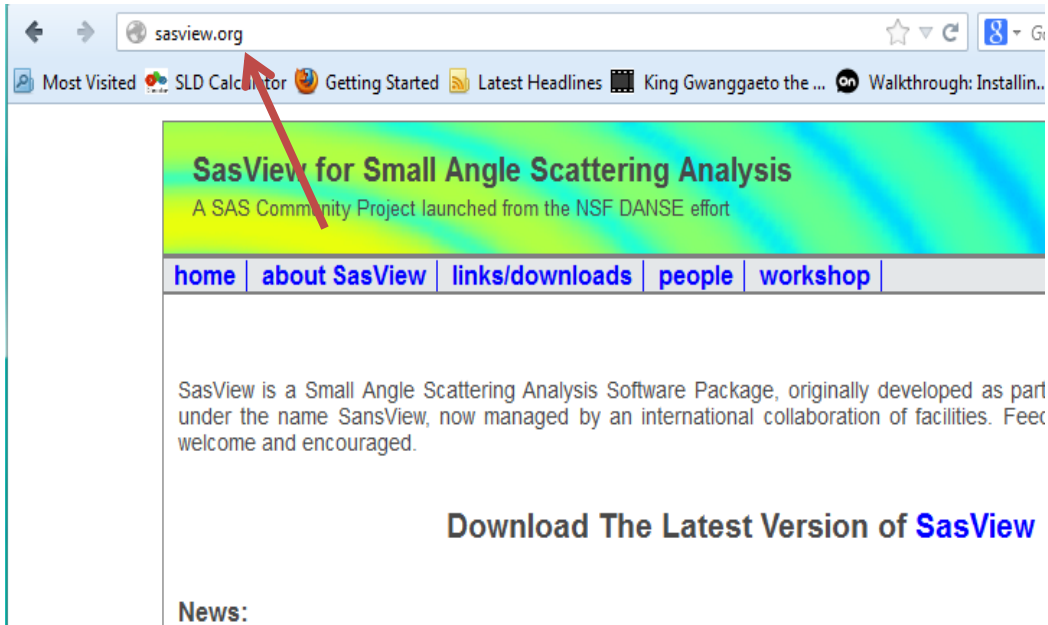 sasview.org
Most Visited SLD Calculator Getting Started Latest Headlines King Gwanggaeto the ... Walkthrough: Installin...
SasView for Small Angle Scattering Analysis
A SAS Community Project launched from the NSF DANSE effort
home about SasView links/downloads people workshop
SasView is a Small Angle Scattering Analysis Software Package, originally developed as part
under the name SansView, now managed by an international collaboration of facilities. Feed
welcome and encouraged.
Download The Latest Version of SasView
News: